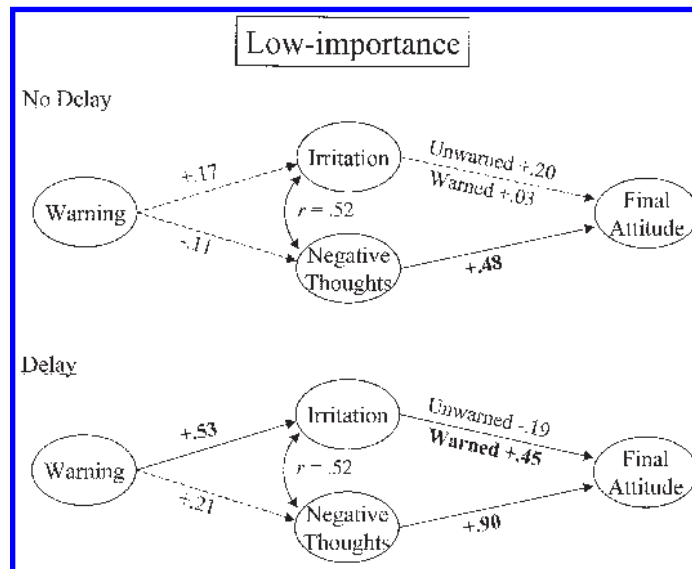 Low-importance
No Delay
Warning
+.17
-.11
Irritation
r = .52
Negative
Thoughts
Unwarned +.20
Warned +.03
+.48
Final
Attitude
Delay
Warning
+.53
+.21
Irritation
r = .52
Negative
Thoughts
Unwarned -.19
Warned +.45
+.90
Final
Attitude